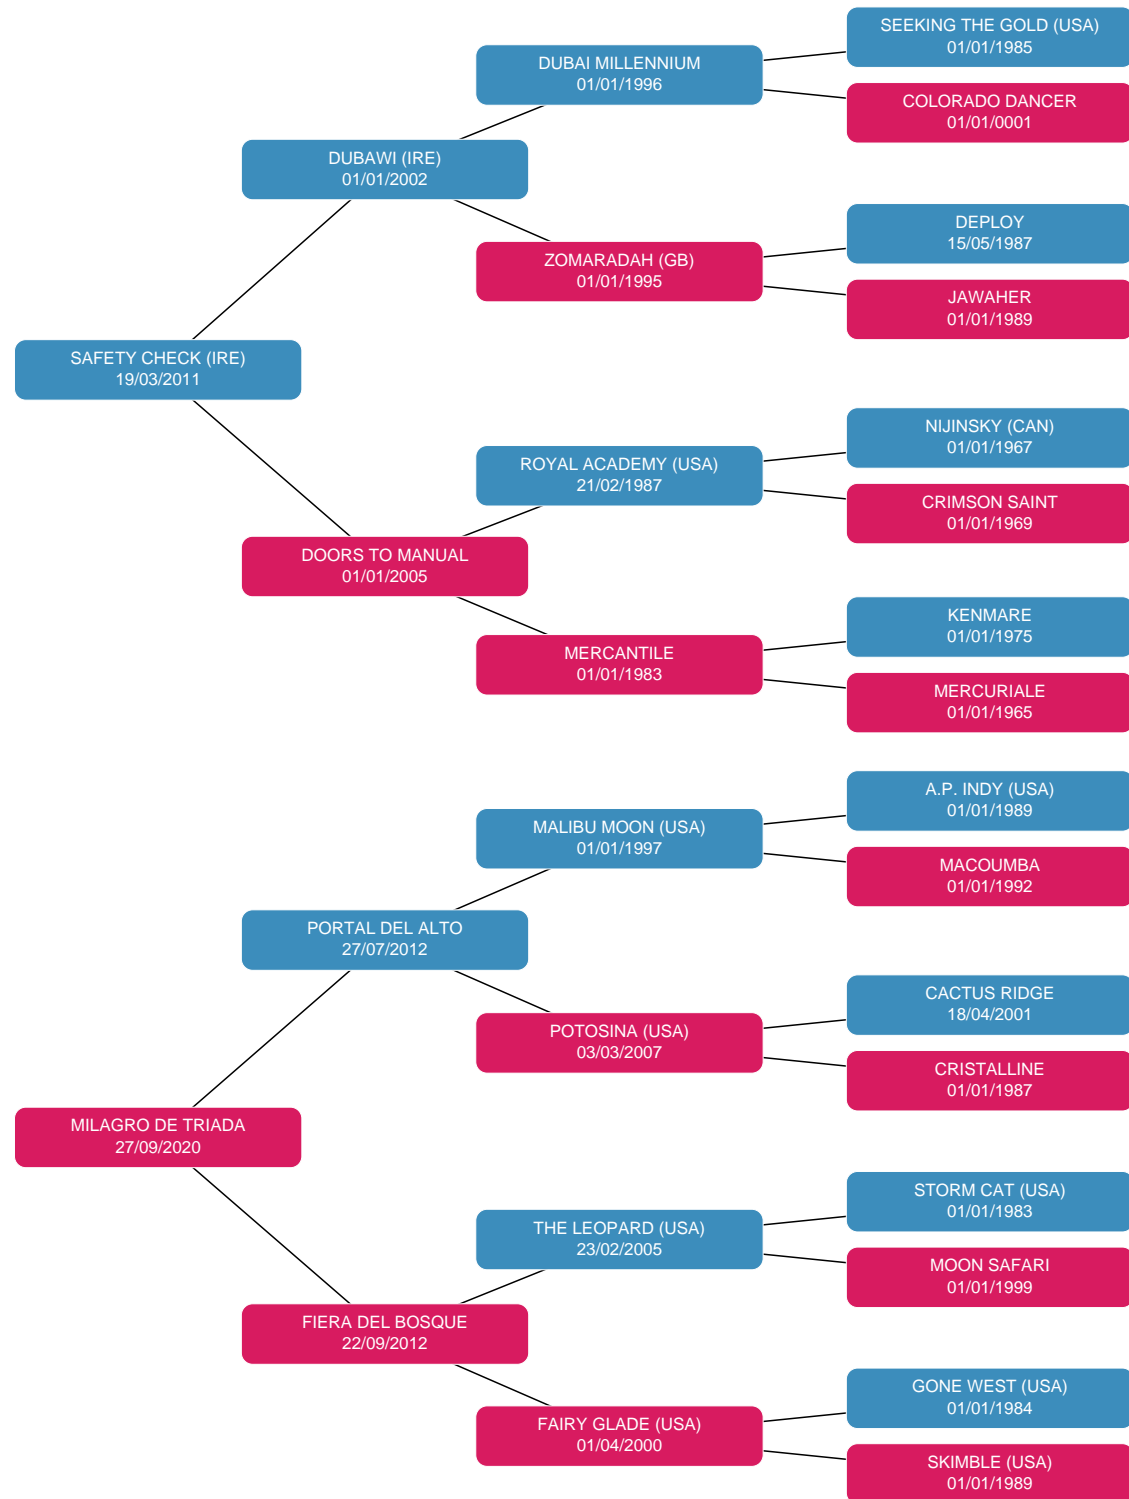 SEEKING THE GOLD (USA)
01/01/1985
DUBAI MILLENNIUM
01/01/1996
COLORADO DANCER
01/01/0001
DUBAWI (IRE)
01/01/2002
DEPLOY
15/05/1987
ZOMARADAH (GB)
01/01/1995
JAWAHER
01/01/1989
SAFETY CHECK (IRE)
19/03/2011
NIJINSKY (CAN)
01/01/1967
ROYAL ACADEMY (USA)
21/02/1987
CRIMSON SAINT
01/01/1969
DOORS TO MANUAL
01/01/2005
KENMARE
01/01/1975
MERCANTILE
01/01/1983
MERCURIALE
01/01/1965
A.P. INDY (USA)
01/01/1989
MALIBU MOON (USA)
01/01/1997
MACOUMBA
01/01/1992
PORTAL DEL ALTO
27/07/2012
CACTUS RIDGE
18/04/2001
POTOSINA (USA)
03/03/2007
CRISTALLINE
01/01/1987
MILAGRO DE TRIADA
27/09/2020
STORM CAT (USA)
01/01/1983
THE LEOPARD (USA)
23/02/2005
MOON SAFARI
01/01/1999
FIERA DEL BOSQUE
22/09/2012
GONE WEST (USA)
01/01/1984
FAIRY GLADE (USA)
01/04/2000
SKIMBLE (USA)
01/01/1989